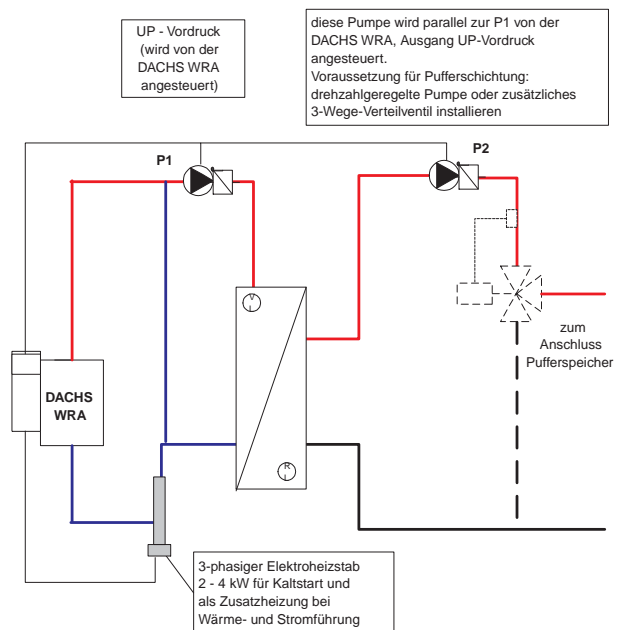 UP - Vordruck
(wird von der
DACHS WRA
angesteuert)
diese Pumpe wird parallel zur P1 von der
DACHS WRA, Ausgang UP-Vordruck
angesteuert.
Voraussetzung für Pufferschichtung:
drehzahlgeregelte Pumpe oder zusätzliches
3-Wege-Verteilventil installieren
P1
P2
V
zum
Anschluss
Pufferspeicher
DACHS
WRA
R
3-phasiger Elektroheizstab
2 - 4 kW für Kaltstart und
als Zusatzheizung bei
Wärme- und Stromführung